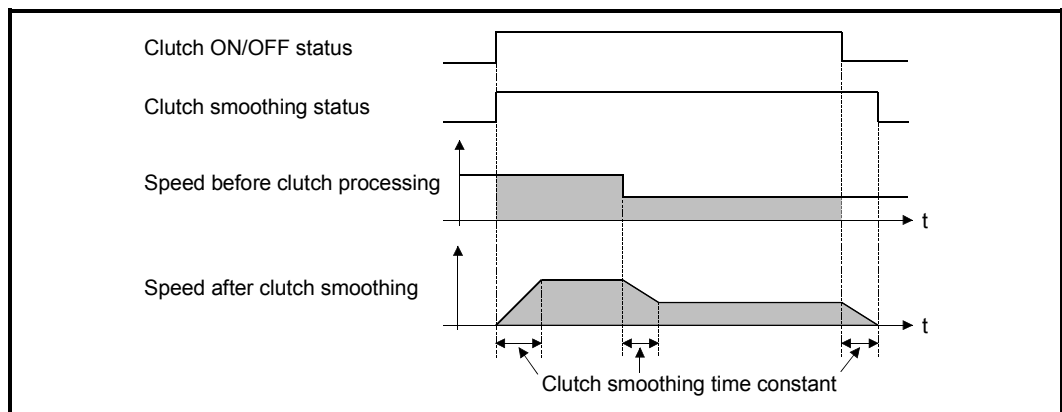 Clutch ON/OFF status
Clutch smoothing status
Speed before clutch processing
t
Speed after clutch smoothing
t
Clutch smoothing time constant